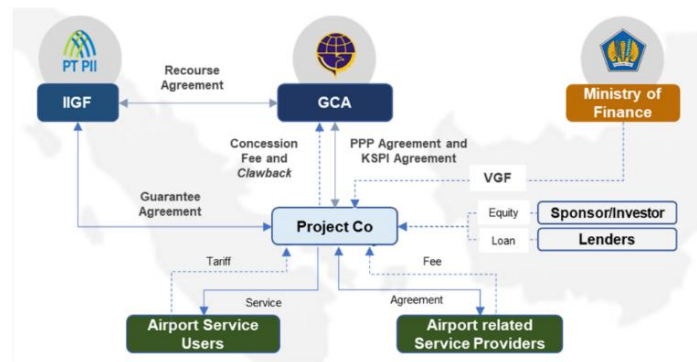 PT PII
IIGF
Recourse
Agreement
GCA
Ministry of
Finance
Concession
Fee and
Clawback
PPP Agreement and
KSPI Agreement
VGF
Guarantee
Agreement
Project Co
Equity
Sponsor/Investor
Loan
Lenders
Tariff
Fee
Service
Agreement
Airport Service
Users
Airport related
Service Providers